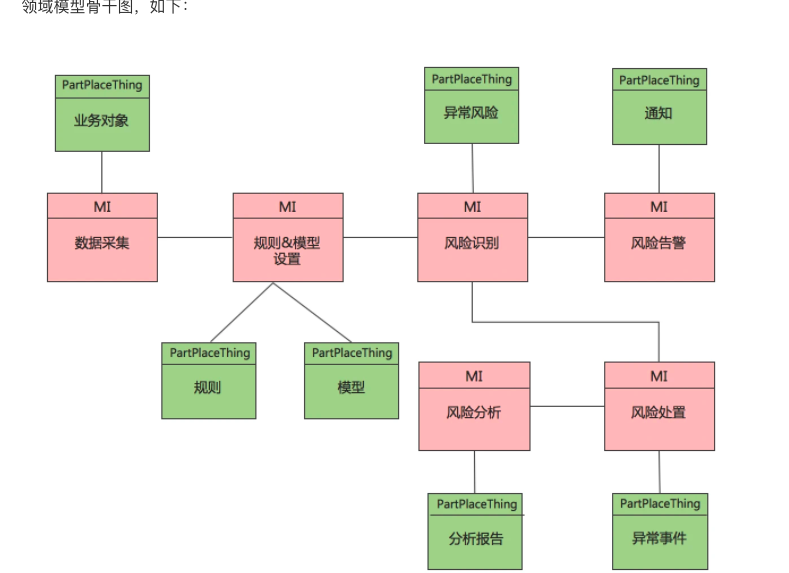 领域模型骨干图，如下：
PartPlaceThing
业务对象
PartPlaceThing
异常风险
PartPlaceThing
通知
MI
数据采集
MI
规则&模型
设置
MI
风险识别
MI
风险告警
PartPlaceThing
规则
PartPlaceThing
模型
MI
风险分析
MI
风险处置
PartPlaceThing
分析报告
PartPlaceThing
异常事件